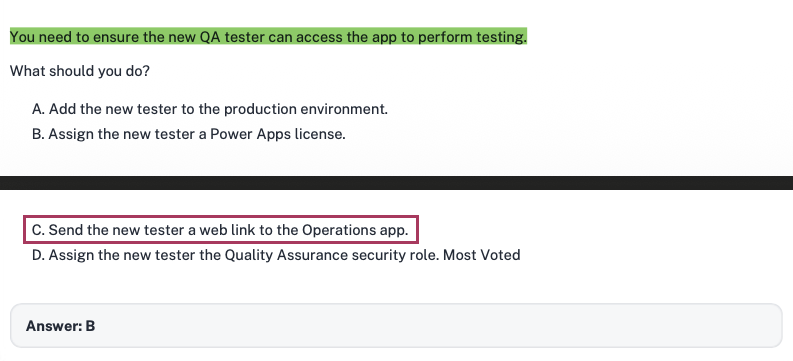 You need to ensure the new QA tester can access the app to perform testing.
What should you do?
A. Add the new tester to the production environment.
B. Assign the new tester a Power Apps license.
C. Send the new tester a web link to the Operations app.
D. Assign the new tester the Quality Assurance security role. Most Voted
Answer: B